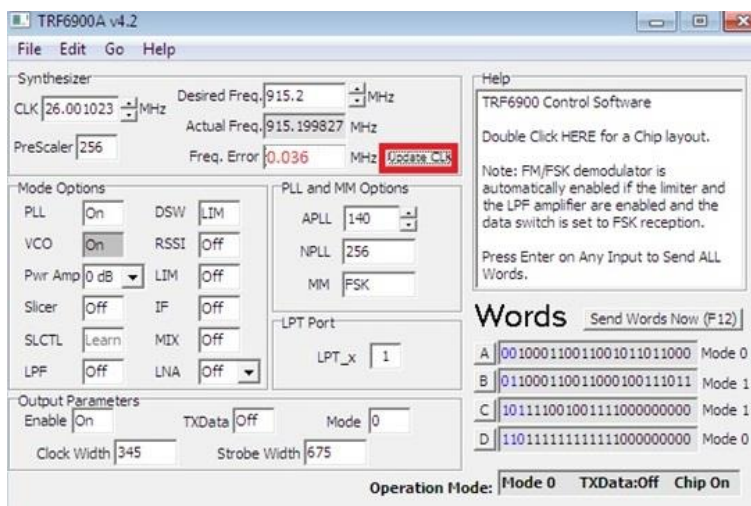 TRF6900A v4.2
File Edit Go Help
Synthesizer
CLK 26.001023 MHz
PreScaler 256
Desired Freq. 915.2 MHz
Actual Freq. 915.199827 MHz
Freq. Error 0.036 MHz Update CLK
Mode Options
PLL On DSW LIM
VCO On RSSI Off
Pwr Amp 0 dB LIM Off
Slicer Off IF Off
SLCTL Learn MIX Off
LPF Off LNA Off
PLL and MM Options
APLL 140
NPLL 256
MM FSK
LPT Port
LPT_x 1
Output Parameters
Enable On TXData Off Mode 0
Clock Width 345 Strobe Width 675
Help
TRF6900 Control Software
Double Click HERE for a Chip layout.
Note: FM/FSK demodulator is
automatically enabled if the limiter and
the LPF amplifier are enabled and the
data switch is set to FSK reception.
Press Enter on Any Input to Send ALL
Words.
Words Send Words Now (F12)
A 001000110011001011011000 Mode 0
B 011000110011000100111011 Mode 1
C 101111001001111000000000 Mode 1
D 110111111111111000000000 Mode 0
Operation Mode: Mode 0 TXData:Off Chip On